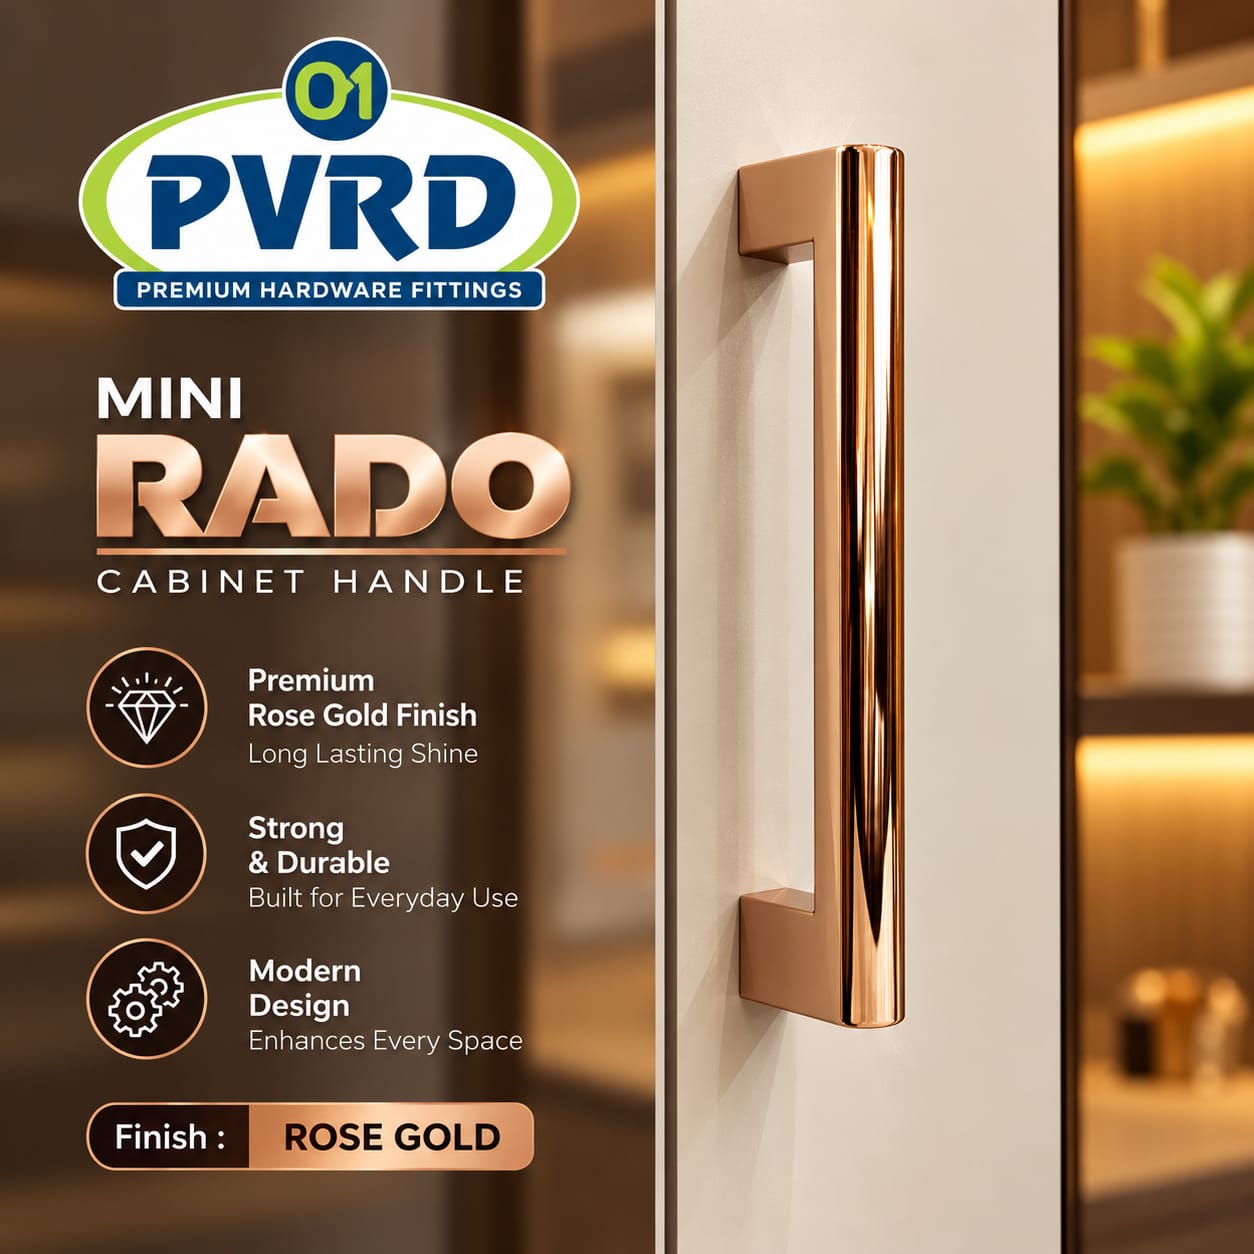 01
PVRD
PREMIUM HARDWARE FITTINGS
MINI
RADO
CABINET HANDLE
Premium
Rose Gold Finish
Long Lasting Shine
Strong
& Durable
Built for Everyday Use
Modern
Design
Enhances Every Space
Finish : ROSE GOLD